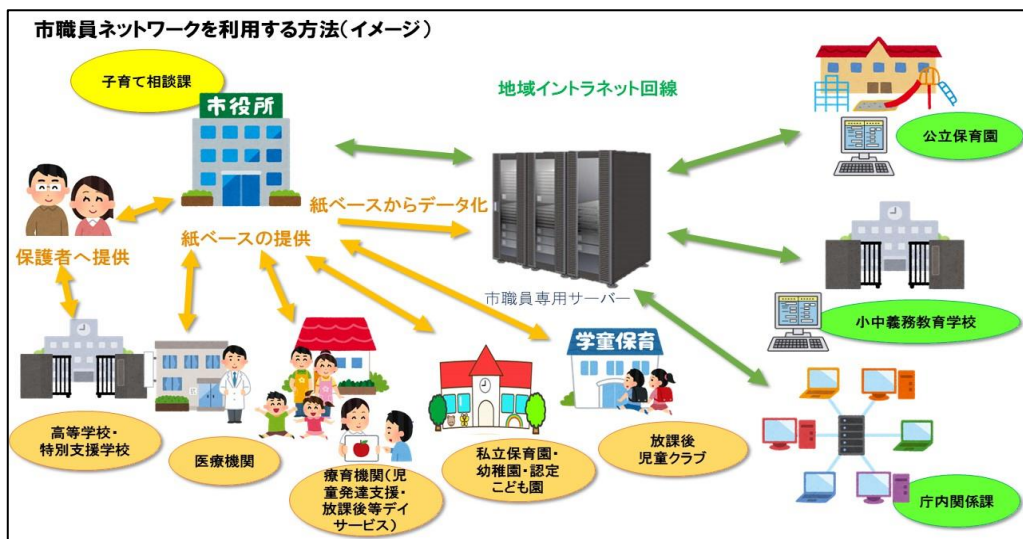 市職員ネットワークを利用する方法(イメージ)
子育て相談課
市役所
地域イントラネット回線
公立保育園
紙ベースからデータ化
紙ベースの提供
保護者へ提供
市職員専用サーバー
小中義務教育学校
学童保育
高等学校・
特別支援学校
医療機関
療育機関(児
童発達支援・
放課後等デイ
サービス)
私立保育園・
幼稚園・認定
こども園
放課後
児童クラブ
庁内関係課